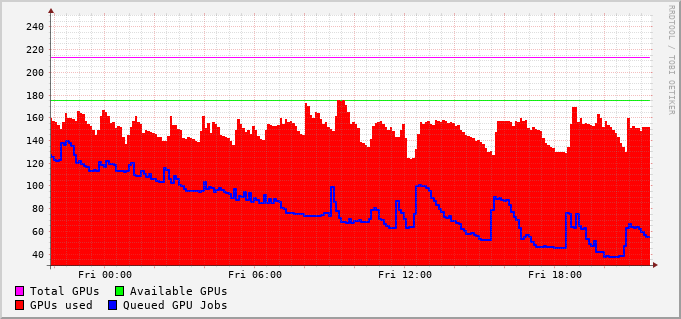 240
220
200
180
160
140
120
100
80
60
40
Fri 00:00 Fri 06:00 Fri 12:00 Fri 18:00
Total GPUs Available GPUs
GPUs used Queued GPU Jobs
RRDTOOL / TOBI OETIKER